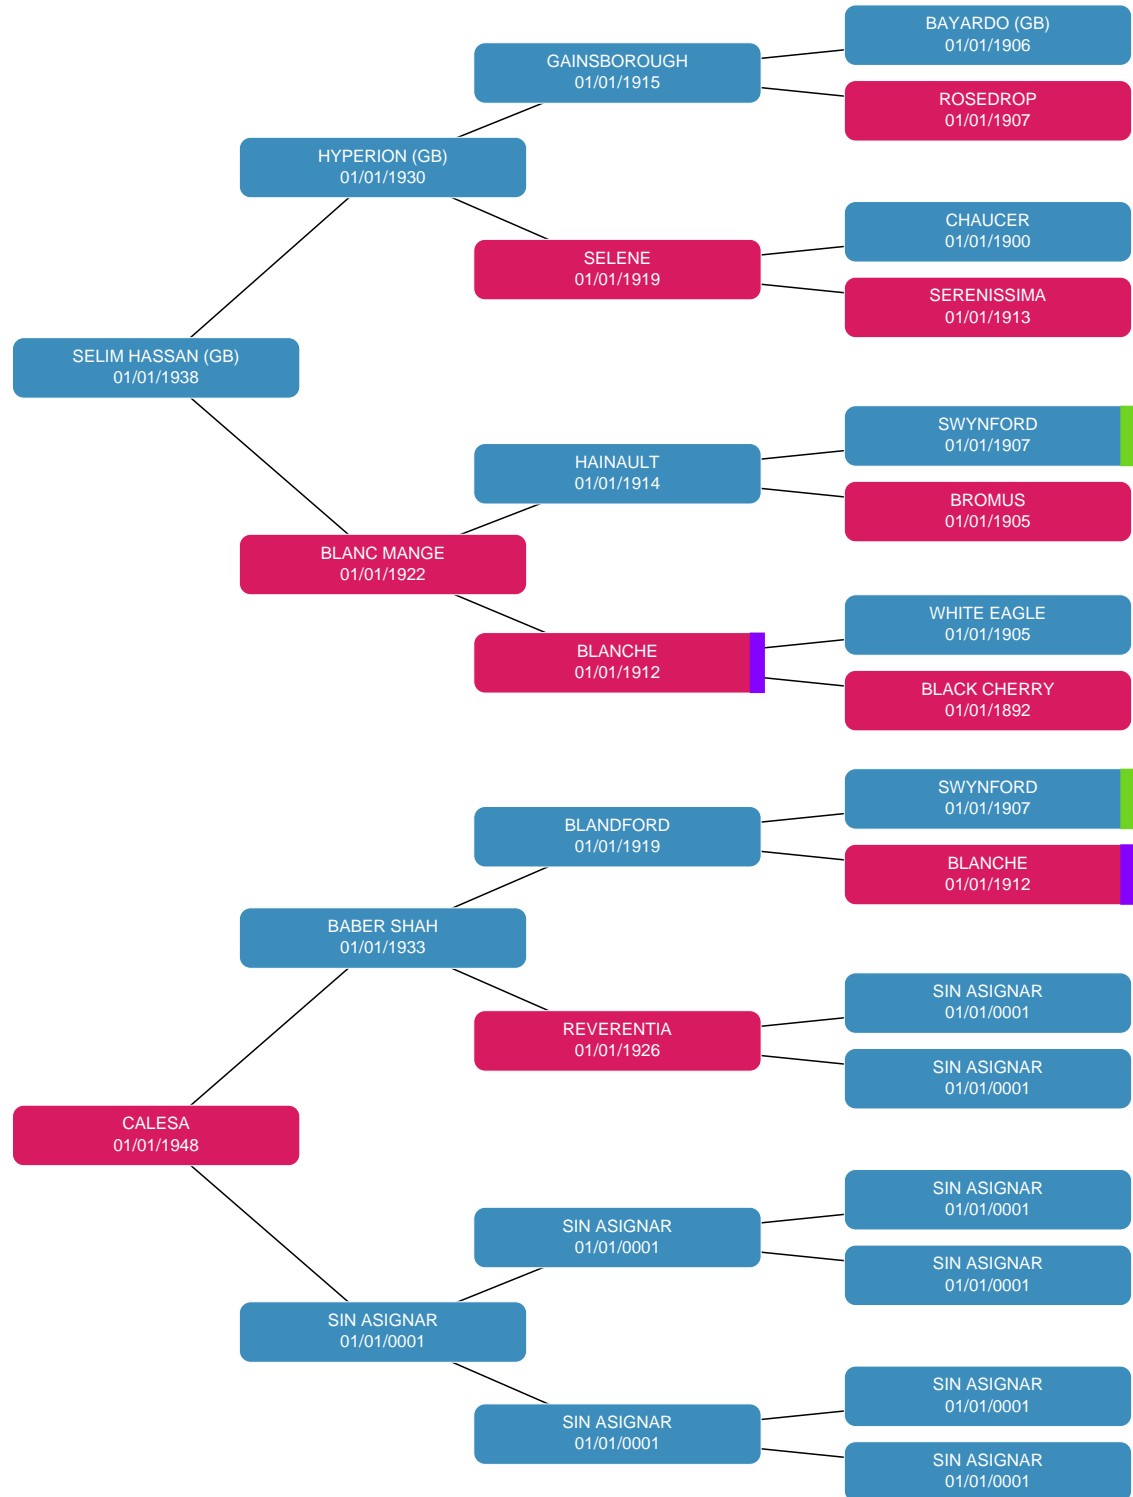 BAYARDO (GB)
01/01/1906
GAINSBOROUGH
01/01/1915
ROSEDROP
01/01/1907
HYPERION (GB)
01/01/1930
CHAUCER
01/01/1900
SELENE
01/01/1919
SERENISSIMA
01/01/1913
SELIM HASSAN (GB)
01/01/1938
SWYNFORD
01/01/1907
HAINAULT
01/01/1914
BROMUS
01/01/1905
BLANC MANGE
01/01/1922
WHITE EAGLE
01/01/1905
BLANCHE
01/01/1912
BLACK CHERRY
01/01/1892
SWYNFORD
01/01/1907
BLANDFORD
01/01/1919
BLANCHE
01/01/1912
BABER SHAH
01/01/1933
SIN ASIGNAR
01/01/0001
REVERENTIA
01/01/1926
SIN ASIGNAR
01/01/0001
CALESA
01/01/1948
SIN ASIGNAR
01/01/0001
SIN ASIGNAR
01/01/0001
SIN ASIGNAR
01/01/0001
SIN ASIGNAR
01/01/0001
SIN ASIGNAR
01/01/0001
SIN ASIGNAR
01/01/0001
SIN ASIGNAR
01/01/0001